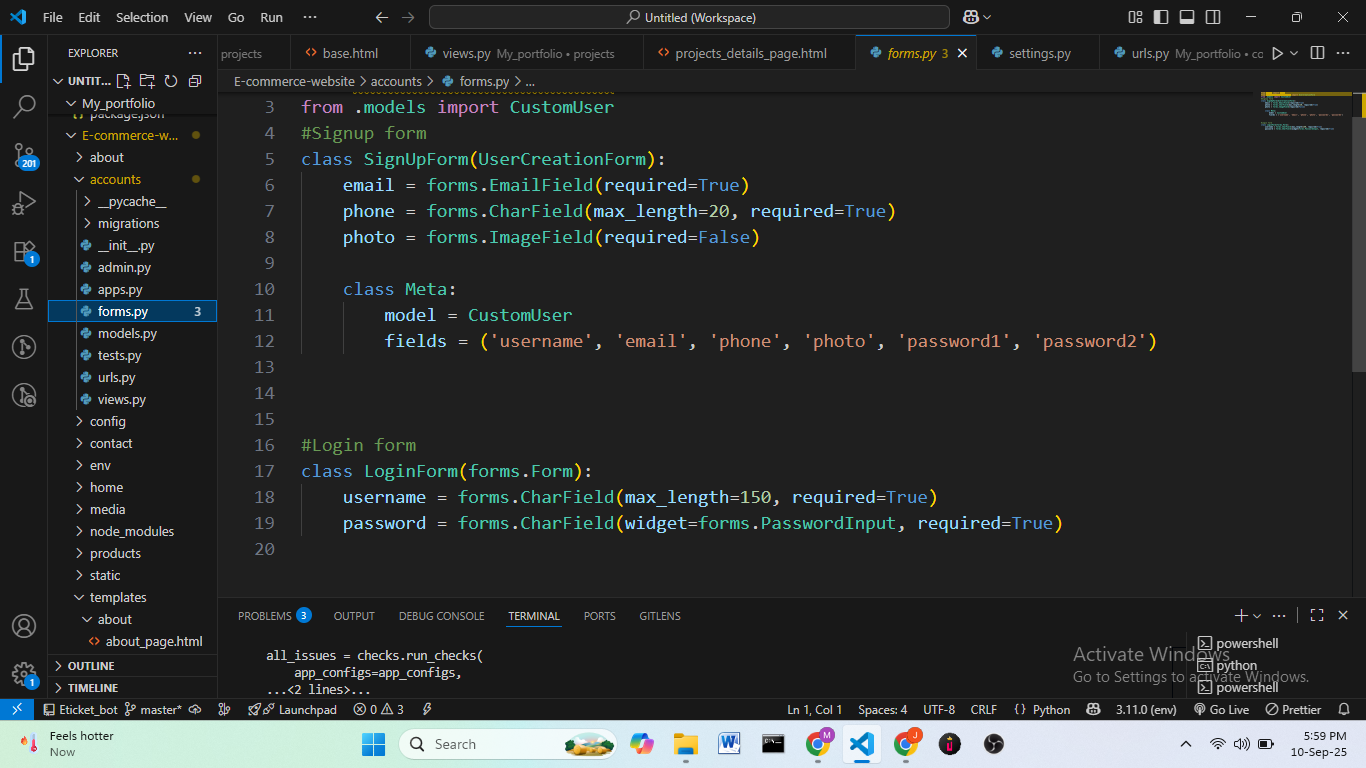 File Edit Selection View Go Run ··· Untitled (Workspace)
EXPLORER ···
projects base.html views.py My_portfolio • projects projects_details_page.html forms.py 3 settings.py urls.py My_portfolio • co
E-commerce-website > accounts > forms.py > ...
UNTIT...
My_portfolio
package.json
E-commerce-w...
about
accounts
__pycache__
migrations
__init__.py
admin.py
apps.py
forms.py 3
models.py
tests.py
urls.py
views.py
config
contact
env
home
media
node_modules
products
static
templates
about
about_page.html
OUTLINE
TIMELINE
201
1
1
3 from .models import CustomUser
4 #Signup form
5 class SignUpForm(UserCreationForm):
6 email = forms.EmailField(required=True)
7 phone = forms.CharField(max_length=20, required=True)
8 photo = forms.ImageField(required=False)
9
10 class Meta:
11 model = CustomUser
12 fields = ('username', 'email', 'phone', 'photo', 'password1', 'password2')
13
14
15
16 #Login form
17 class LoginForm(forms.Form):
18 username = forms.CharField(max_length=150, required=True)
19 password = forms.CharField(widget=forms.PasswordInput, required=True)
20
PROBLEMS 3 OUTPUT DEBUG CONSOLE TERMINAL PORTS GITLENS
all_issues = checks.run_checks(
app_configs=app_configs,
...<2 lines>...
powershell
python
powershell
Activate Windows
Go to Settings to activate Windows.
Eticket_bot master* Launchpad 0 3 Ln 1, Col 1 Spaces: 4 UTF-8 CRLF {} Python 3.11.0 (env) Go Live Prettier
Feels hotter
Now
Search
M
J
5:59 PM
10-Sep-25